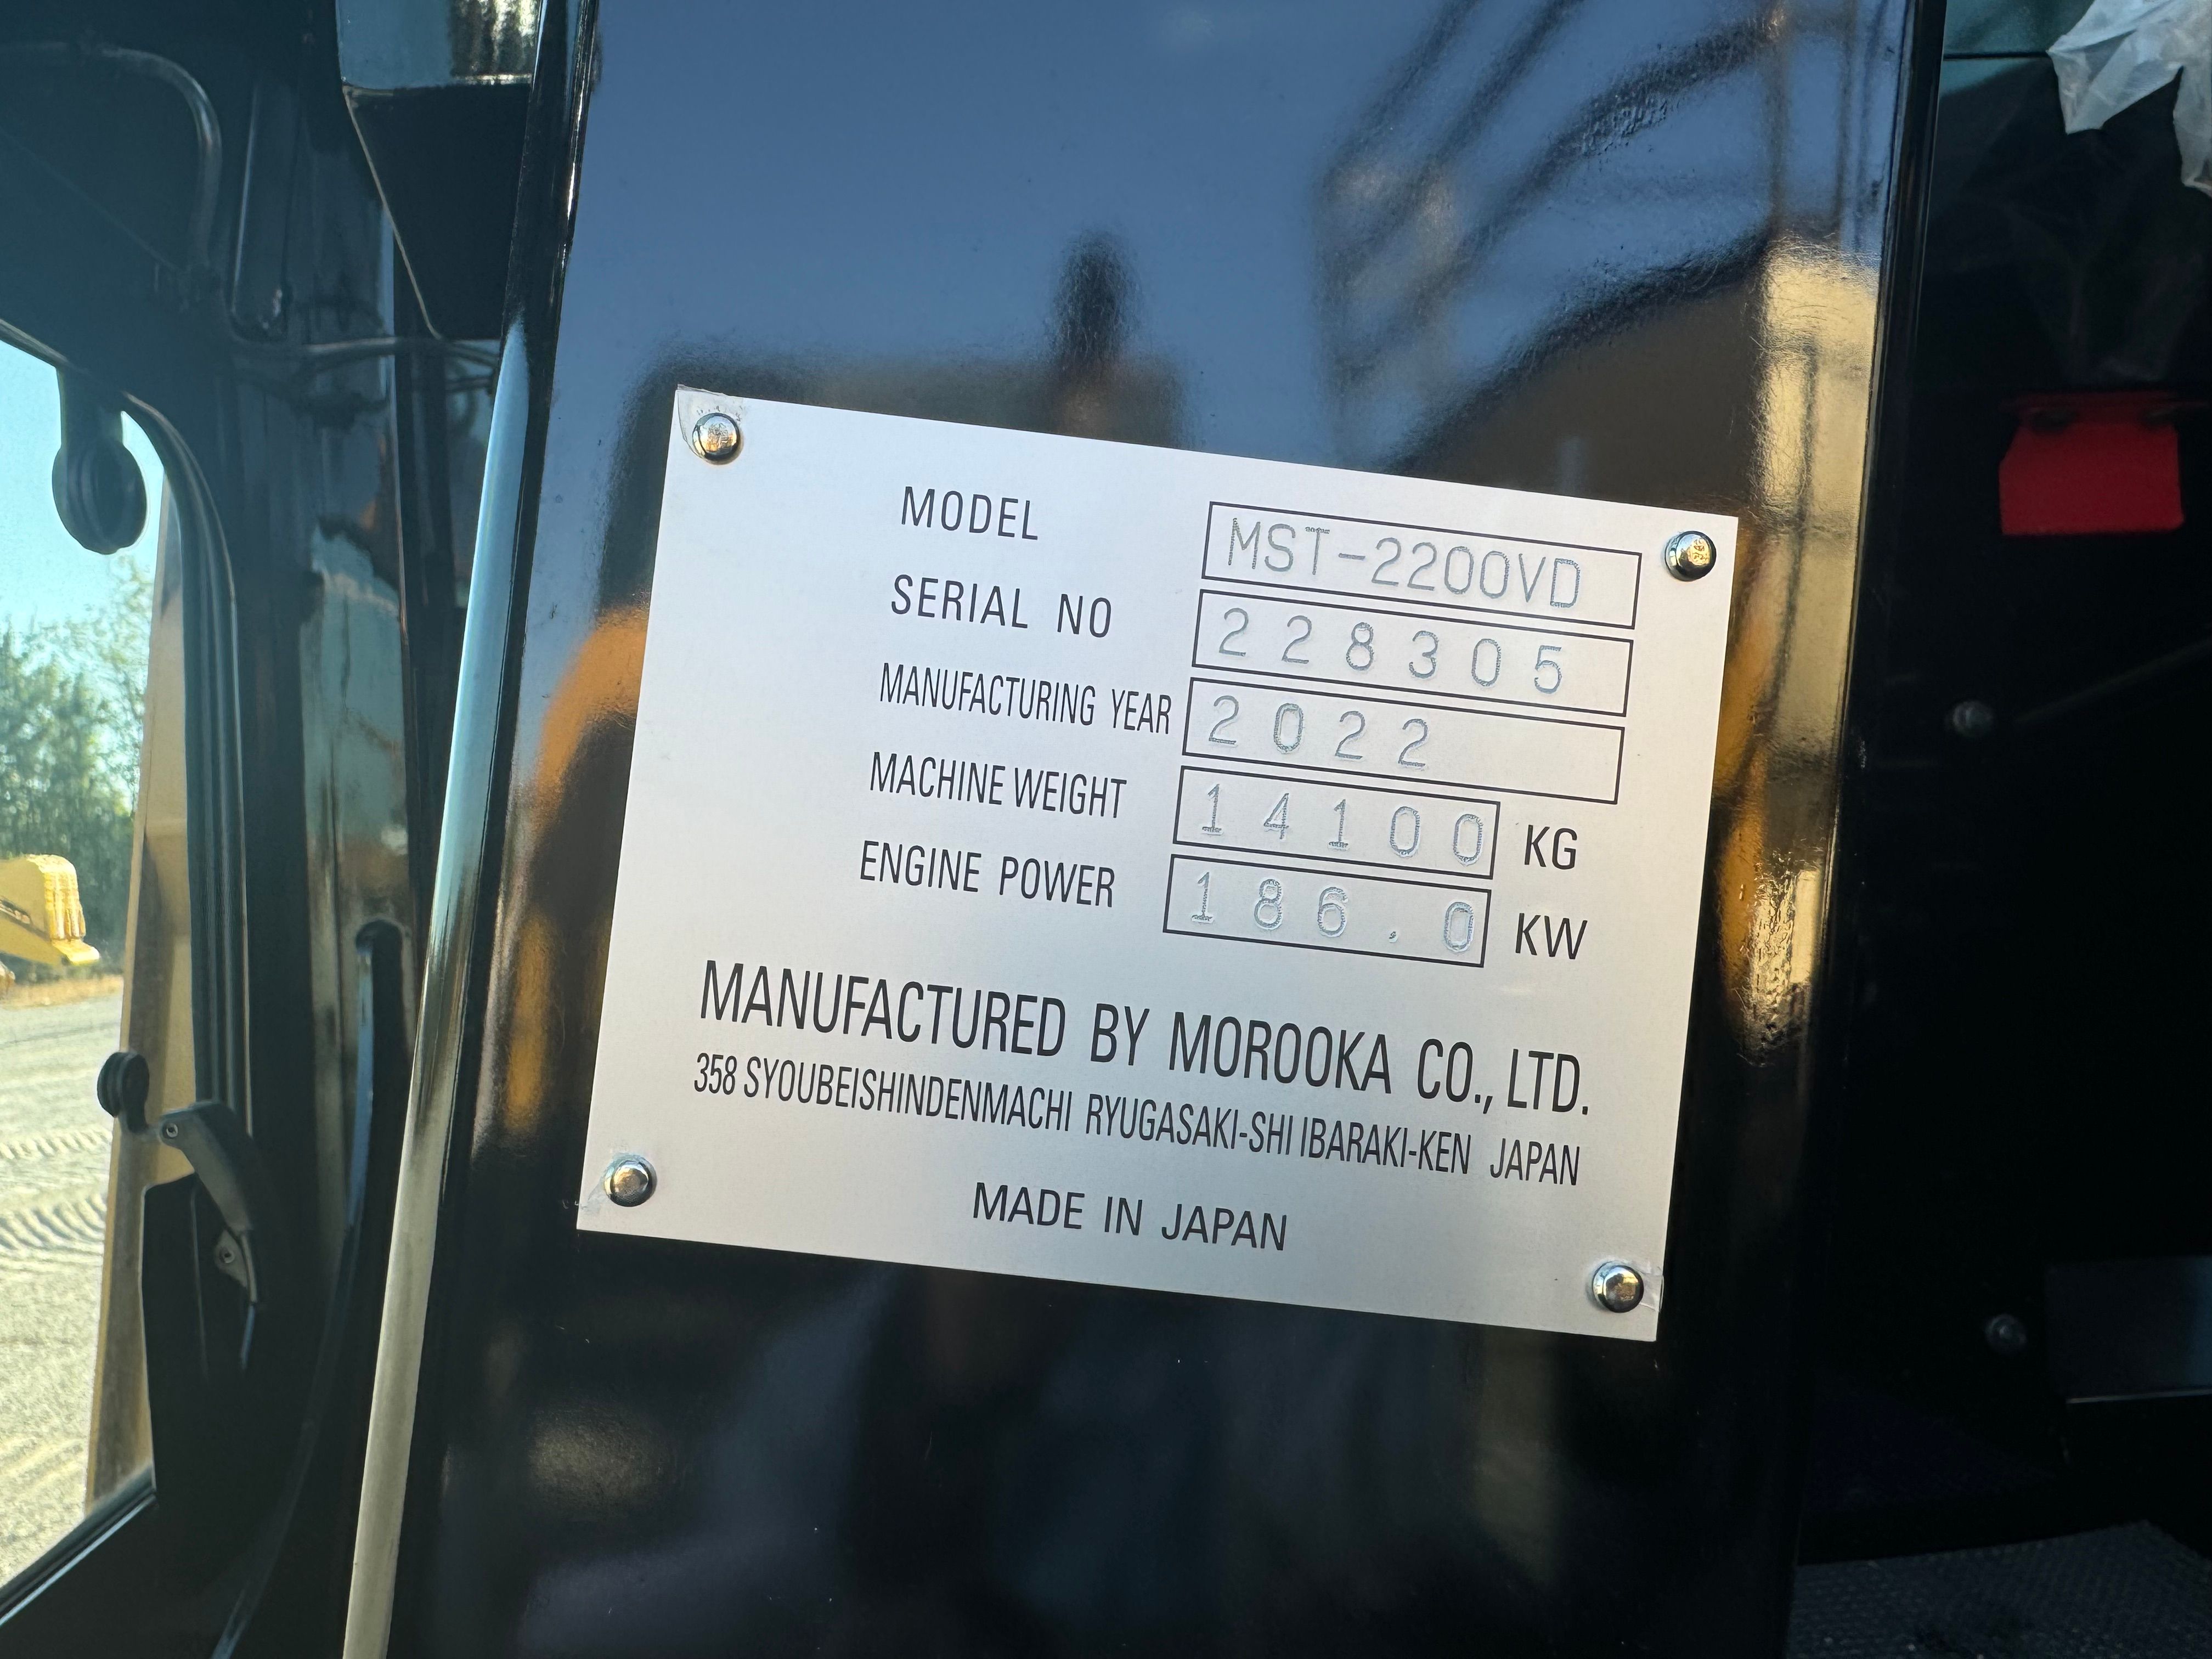 MODEL MST-2200VD
SERIAL NO 228305
MANUFACTURING YEAR 2022
MACHINE WEIGHT 14100 KG
ENGINE POWER 186.0 KW
MANUFACTURED BY MOROOKA CO., LTD.
358 SYOUBEISHINDENMACHI RYUGASAKI-SHI IBARAKI-KEN JAPAN
MADE IN JAPAN